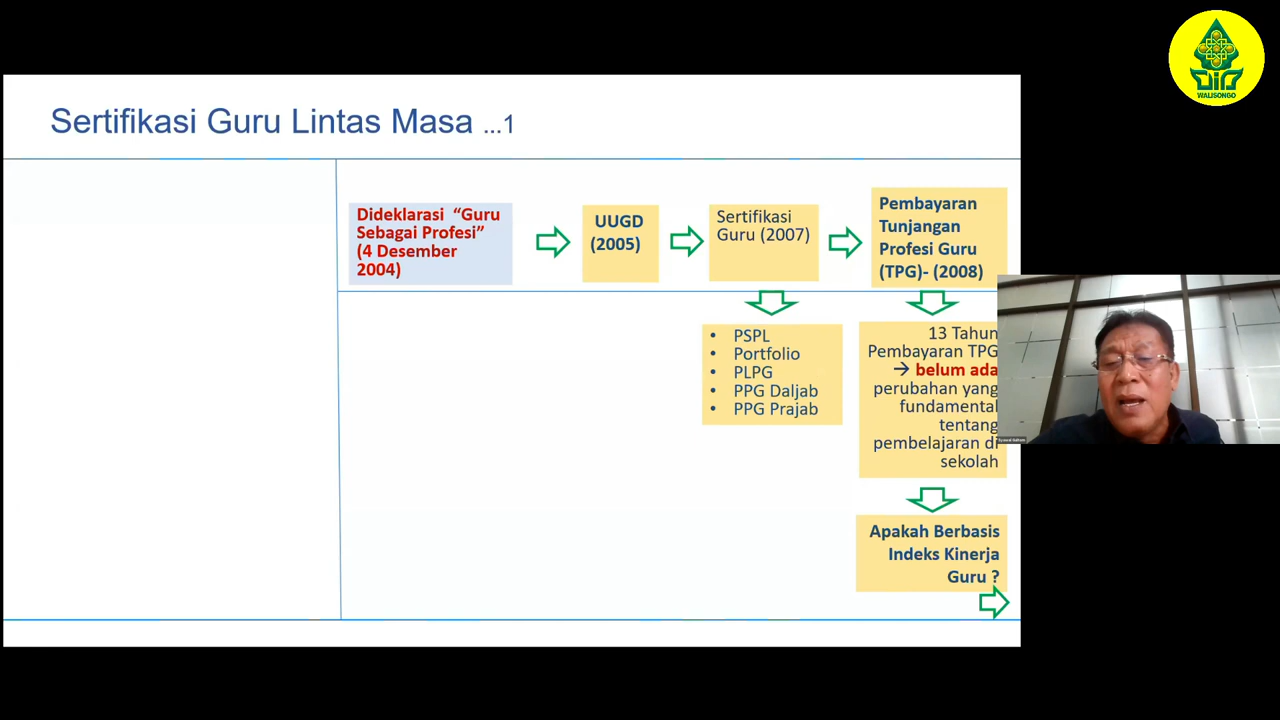 WALISONGO
Sertifikasi Guru Lintas Masa ...1
Dideklarasi “Guru
Sebagai Profesi”
(4 Desember
2004)
UUGD
(2005)
Sertifikasi
Guru (2007)
Pembayaran
Tunjangan
Profesi Guru
(TPG)- (2008)
• PSPL
• Portfolio
• PLPG
• PPG Daljab
• PPG Prajab
13 Tahun
Pembayaran TPG
→ belum ada
perubahan yang
fundamental
tentang
pembelajaran di
sekolah
Apakah Berbasis
Indeks Kinerja
Guru ?